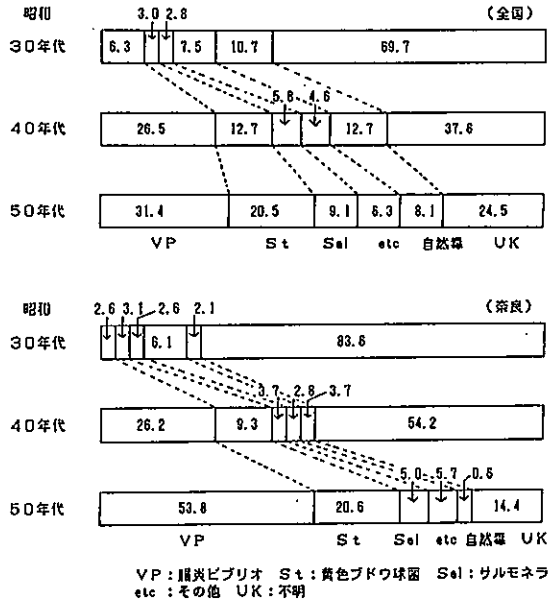 昭和 3.0 2.8 (全国)
30年代 6.3 7.5 10.7 69.7
5.8 4.6
40年代 26.5 12.7 12.7 37.6
50年代 31.4 20.5 9.1 6.3 8.1 24.5
VP St Sal etc 自然毒 UK
昭和 (奈良)
2.6 3.1 2.6 2.1
30年代 6.1 83.6
3.7 2.8 3.7
40年代 26.2 9.3 54.2
5.0 5.7 0.6
50年代 53.8 20.6 14.4
VP St Sal etc 自然毒 UK
VP:腸炎ビブリオ St:黄色ブドウ球菌 Sal:サルモネラ
etc:その他 UK:不明